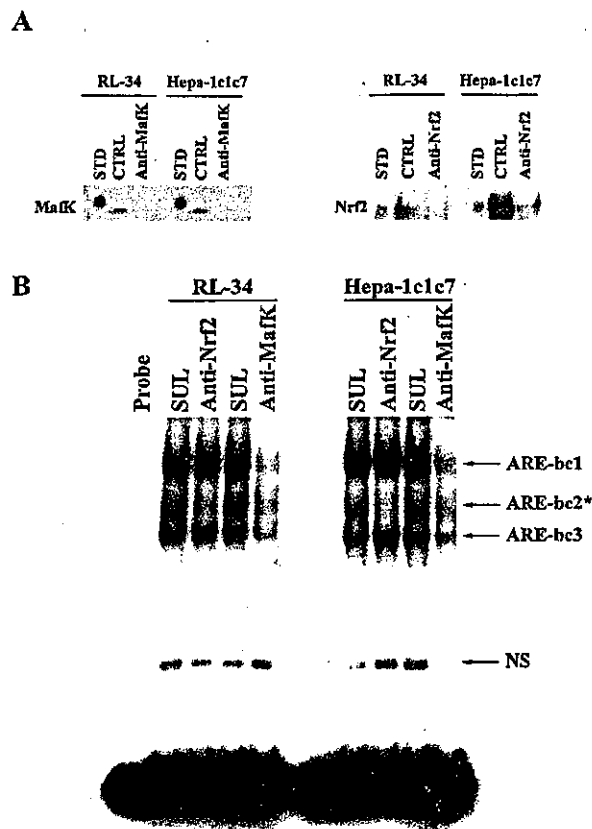 A
RL-34 Hepa-1c1c7
STD CTRL Anti-MafK STD CTRL Anti-MafK
MafK
RL-34 Hepa-1c1c7
STD CTRL Anti-Nrf2 STD CTRL Anti-Nrf2
Nrf2
B
RL-34 Hepa-1c1c7
Probe SUL Anti-Nrf2 SUL Anti-MafK SUL Anti-Nrf2 SUL Anti-MafK
ARE-bc1
ARE-bc2*
ARE-bc3
NS